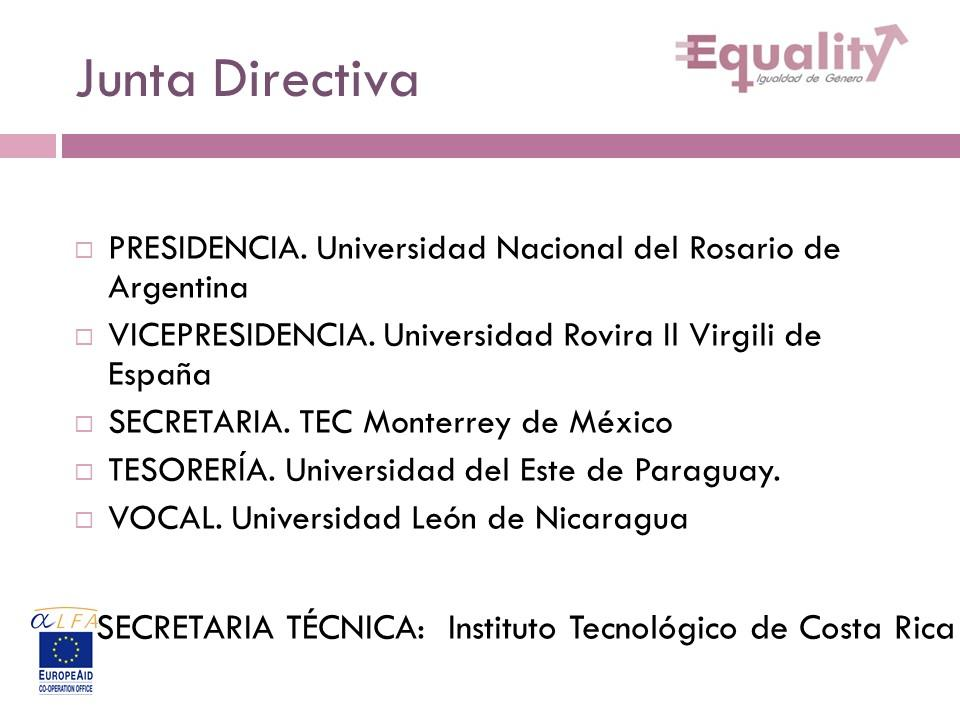 Junta Directiva
Equality
Igualdad de Genero
PRESIDENCIA. Universidad Nacional del Rosario de
Argentina
VICEPRESIDENCIA. Universidad Rovira II Virgili de
España
SECRETARIA. TEC Monterrey de México
TESORERÍA. Universidad del Este de Paraguay.
VOCAL. Universidad León de Nicaragua
αLFA
SECRETARIA TÉCNICA: Instituto Tecnológico de Costa Rica
EUROPEAID
CO-OPERATION OFFICE